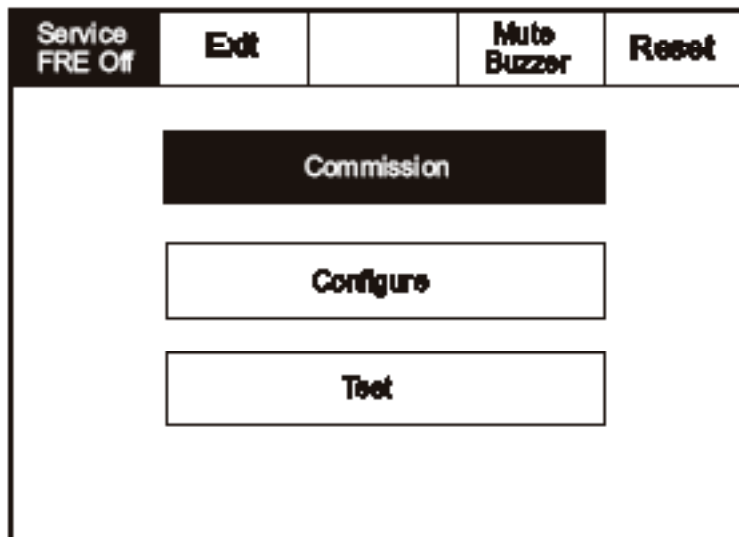 Service
FRE Off
Exit
Mute
Buzzer
Reset
Commission
Configure
Test